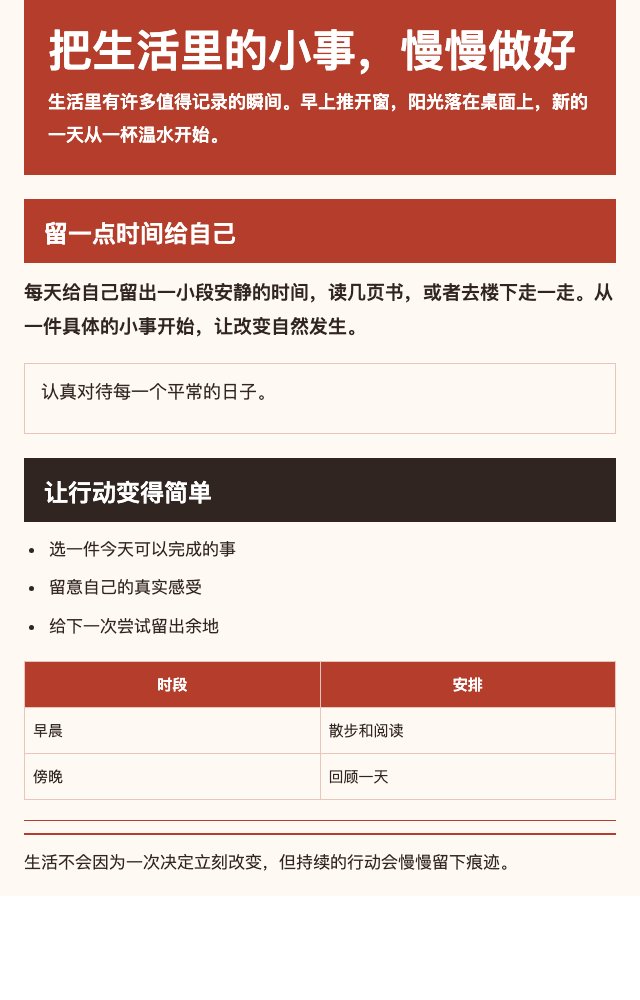 把生活里的小事，慢慢做好
生活里有许多值得记录的瞬间。早上推开窗，阳光落在桌面上，新的
一天从一杯温水开始。
留一点时间给自己
每天给自己留出一小段安静的时间，读几页书，或者去楼下走一走。从
一件具体的小事开始，让改变自然发生。
认真对待每一个平常的日子。
让行动变得简单
• 选一件今天可以完成的事
• 留意自己的真实感受
• 给下一次尝试留出余地
时段 安排
早晨 散步和阅读
傍晚 回顾一天
生活不会因为一次决定立刻改变，但持续的行动会慢慢留下痕迹。